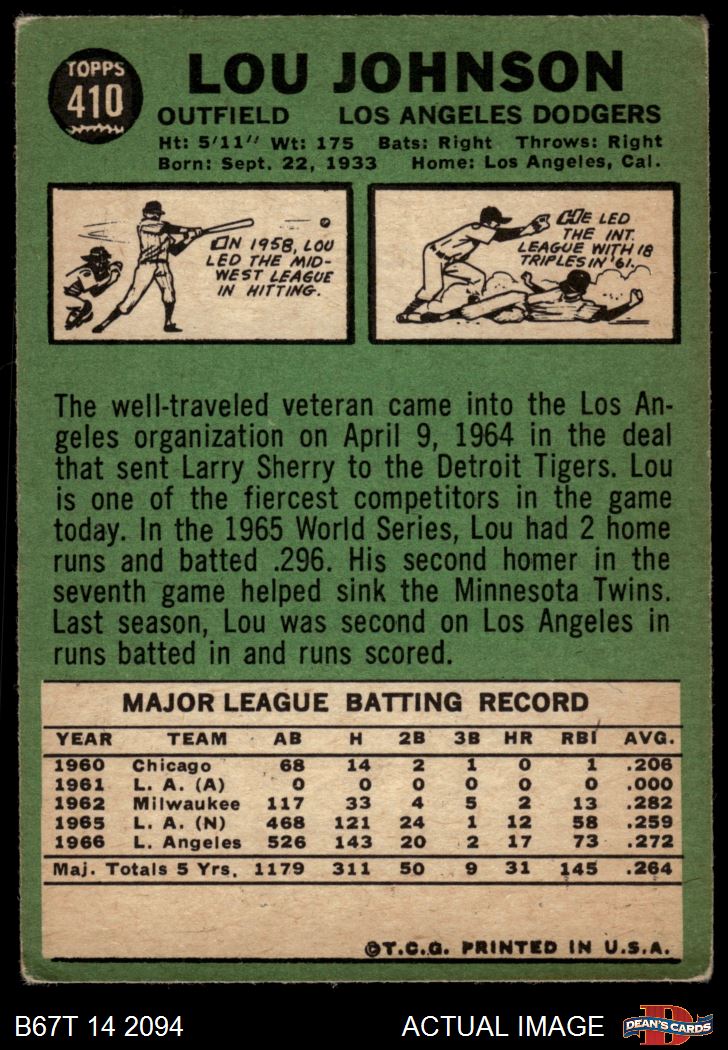 TOPPS
410
LOU JOHNSON
OUTFIELD LOS ANGELES DODGERS
Ht: 5'11" Wt: 175 Bats: Right Throws: Right
Born: Sept. 22, 1933 Home: Los Angeles, Cal.
IN 1958, LOU
LED THE MID-
WEST LEAGUE
IN HITTING.
HE LED
THE INT.
LEAGUE WITH 18
TRIPLES IN '61.
The well-traveled veteran came into the Los An-
geles organization on April 9, 1964 in the deal
that sent Larry Sherry to the Detroit Tigers. Lou
is one of the fiercest competitors in the game
today. In the 1965 World Series, Lou had 2 home
runs and batted .296. His second homer in the
seventh game helped sink the Minnesota Twins.
Last season, Lou was second on Los Angeles in
runs batted in and runs scored.
MAJOR LEAGUE BATTING RECORD
YEAR TEAM AB H 2B 3B HR RBI AVG.
1960 Chicago 68 14 2 1 0 1 .206
1961 L. A. (A) 0 0 0 0 0 0 .000
1962 Milwaukee 117 33 4 5 2 13 .282
1965 L. A. (N) 468 121 24 1 12 58 .259
1966 L. Angeles 526 143 20 2 17 73 .272
Maj. Totals 5 Yrs. 1179 311 50 9 31 145 .264
©T.C.G. PRINTED IN U.S.A.
B67T 14 2094 ACTUAL IMAGE
D
DEAN'S CARDS